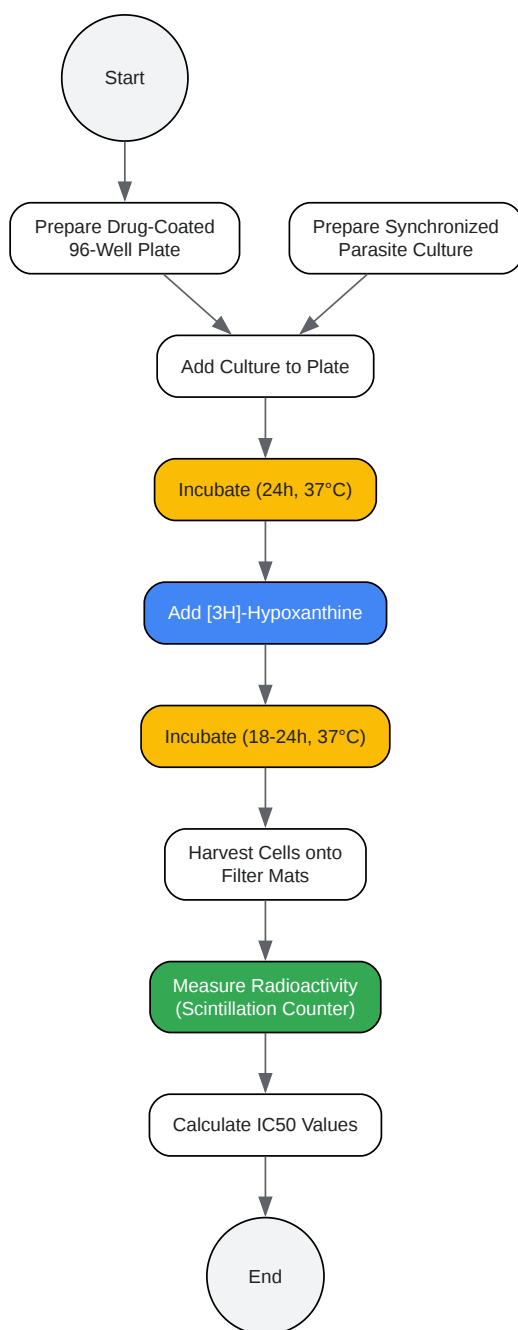 Start
Prepare Drug-Coated
96-Well Plate
Prepare Synchronized
Parasite Culture
Add Culture to Plate
Incubate (24h, 37°C)
Add [3H]-Hypoxanthine
Incubate (18-24h, 37°C)
Harvest Cells onto
Filter Mats
Measure Radioactivity
(Scintillation Counter)
Calculate IC50 Values
End